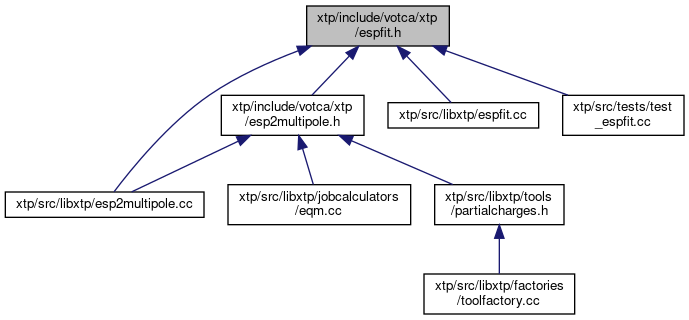 xtp/include/votca/xtp
/espfit.h
xtp/include/votca/xtp
/esp2multipole.h
xtp/src/libxtp/espfit.cc
xtp/src/tests/test
_espfit.cc
xtp/src/libxtp/esp2multipole.cc
xtp/src/libxtp/jobcalculators
/eqm.cc
xtp/src/libxtp/tools
/partialcharges.h
xtp/src/libxtp/factories
/toolfactory.cc